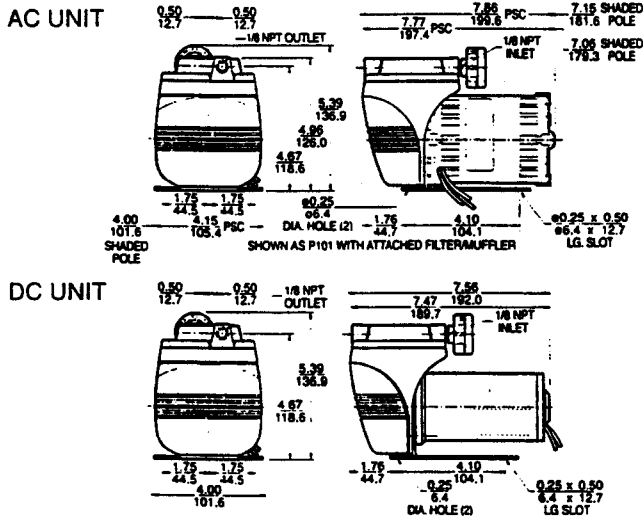 AC UNIT
0.50 0.50
12.7 12.7
1/8 NPT OUTLET
7.86 PSC 7.15 SHADED
199.6 181.6 POLE
7.77 PSC
197.4
1/8 NPT
INLET
7.06 SHADED
179.3 POLE
5.39
136.9
4.96
126.0
4.67
118.6
1.75 1.75
44.5 44.5
ø0.25
ø6.4
DIA. HOLE (2)
1.76 4.10
44.7 104.1
ø0.25 x 0.50
ø6.4 x 12.7
LG. SLOT
4.00 4.15 PSC
101.6 105.4
SHADED
POLE
SHOWN AS P101 WITH ATTACHED FILTER/MUFFLER
DC UNIT
0.50 0.50
12.7 12.7
1/8 NPT
OUTLET
7.56
192.0
7.47
189.7
1/8 NPT
INLET
5.39
136.9
4.67
118.6
1.75 1.75
44.5 44.5
4.00
101.6
1.76 4.10
44.7 104.1
0.25
6.4
DIA. HOLE (2)
0.25 x 0.50
6.4 x 12.7
LG SLOT